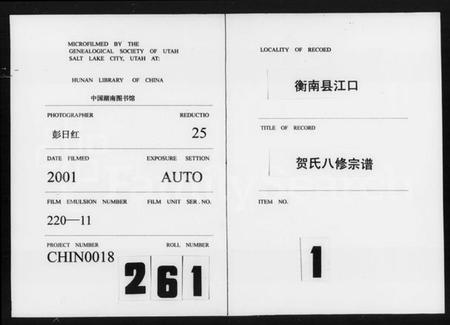 MICROFILMED BY THE
GENEALOGICAL SOCIETY OF UTAH
SALT LAKE CITY, UTAH AT:
HUNAN LIBRARY OF CHINA
中国湖南图书馆
PHOTOGRAPHER REDUCTIO
彭日红 25
DATE FILMED EXPOSURE SETTION
2001 AUTO
FILM EMULSION NUMBER FILM UNIT SER. NO.
220—11
PROJECT NUMBER ROLL NUMBER
CHIN0018 261
LOCALITY OF RECOED
衡南县江口
TITLE OF RECORD
贺氏八修宗谱
ITEM NO.
1